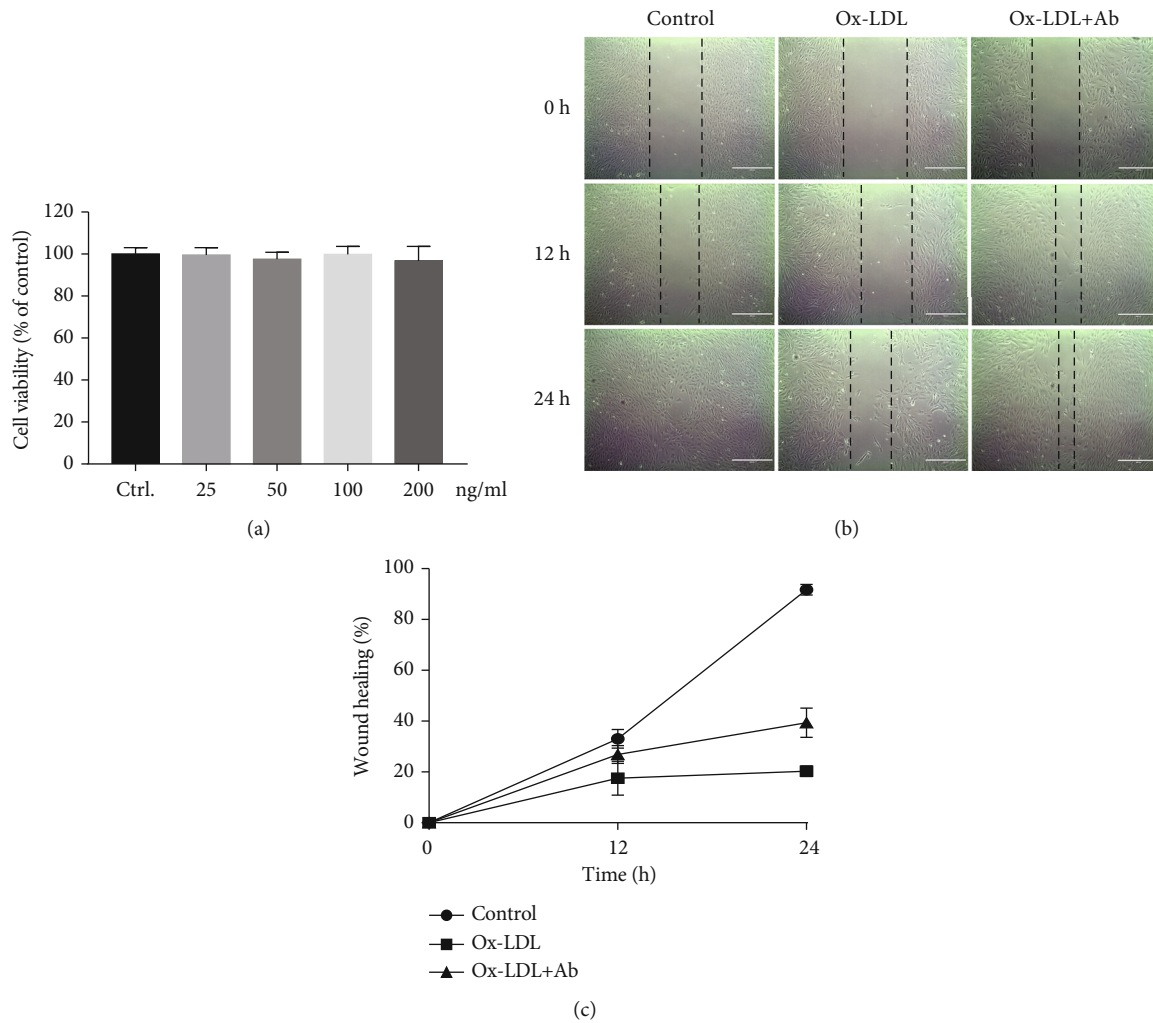 Control Ox-LDL Ox-LDL+Ab
0 h
12 h
24 h
Cell viability (% of control)
120
100
80
60
40
20
0
Ctrl. 25 50 100 200 ng/ml
(a)
(b)
Wound healing (%)
100
80
60
40
20
0
0 12 24
Time (h)
Control
Ox-LDL
Ox-LDL+Ab
(c)